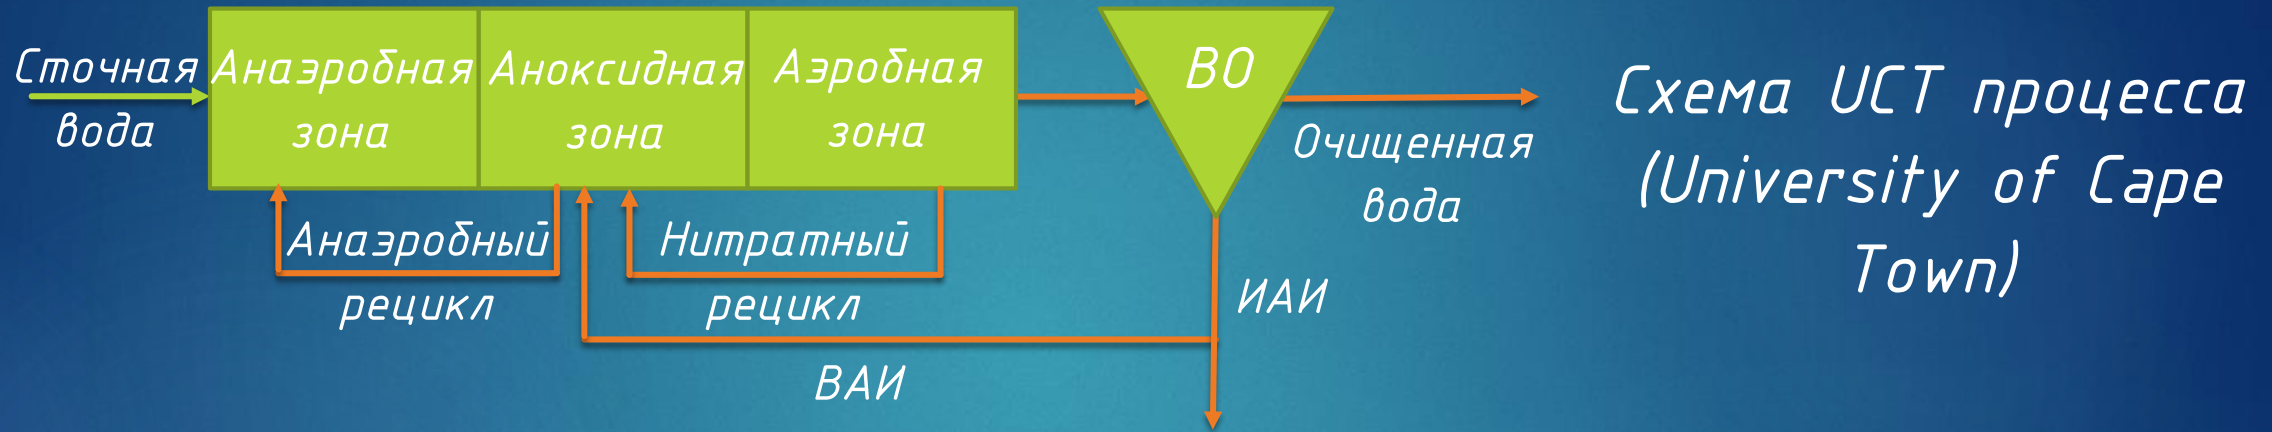 Сточная
вода
Анаэробная
зона
Аноксидная
зона
Аэробная
зона
ВО
Очищенная
вода
Анаэробный
рецикл
Нитратный
рецикл
ИАИ
ВАИ
Схема UCT процесса
(University of Cape
Town)